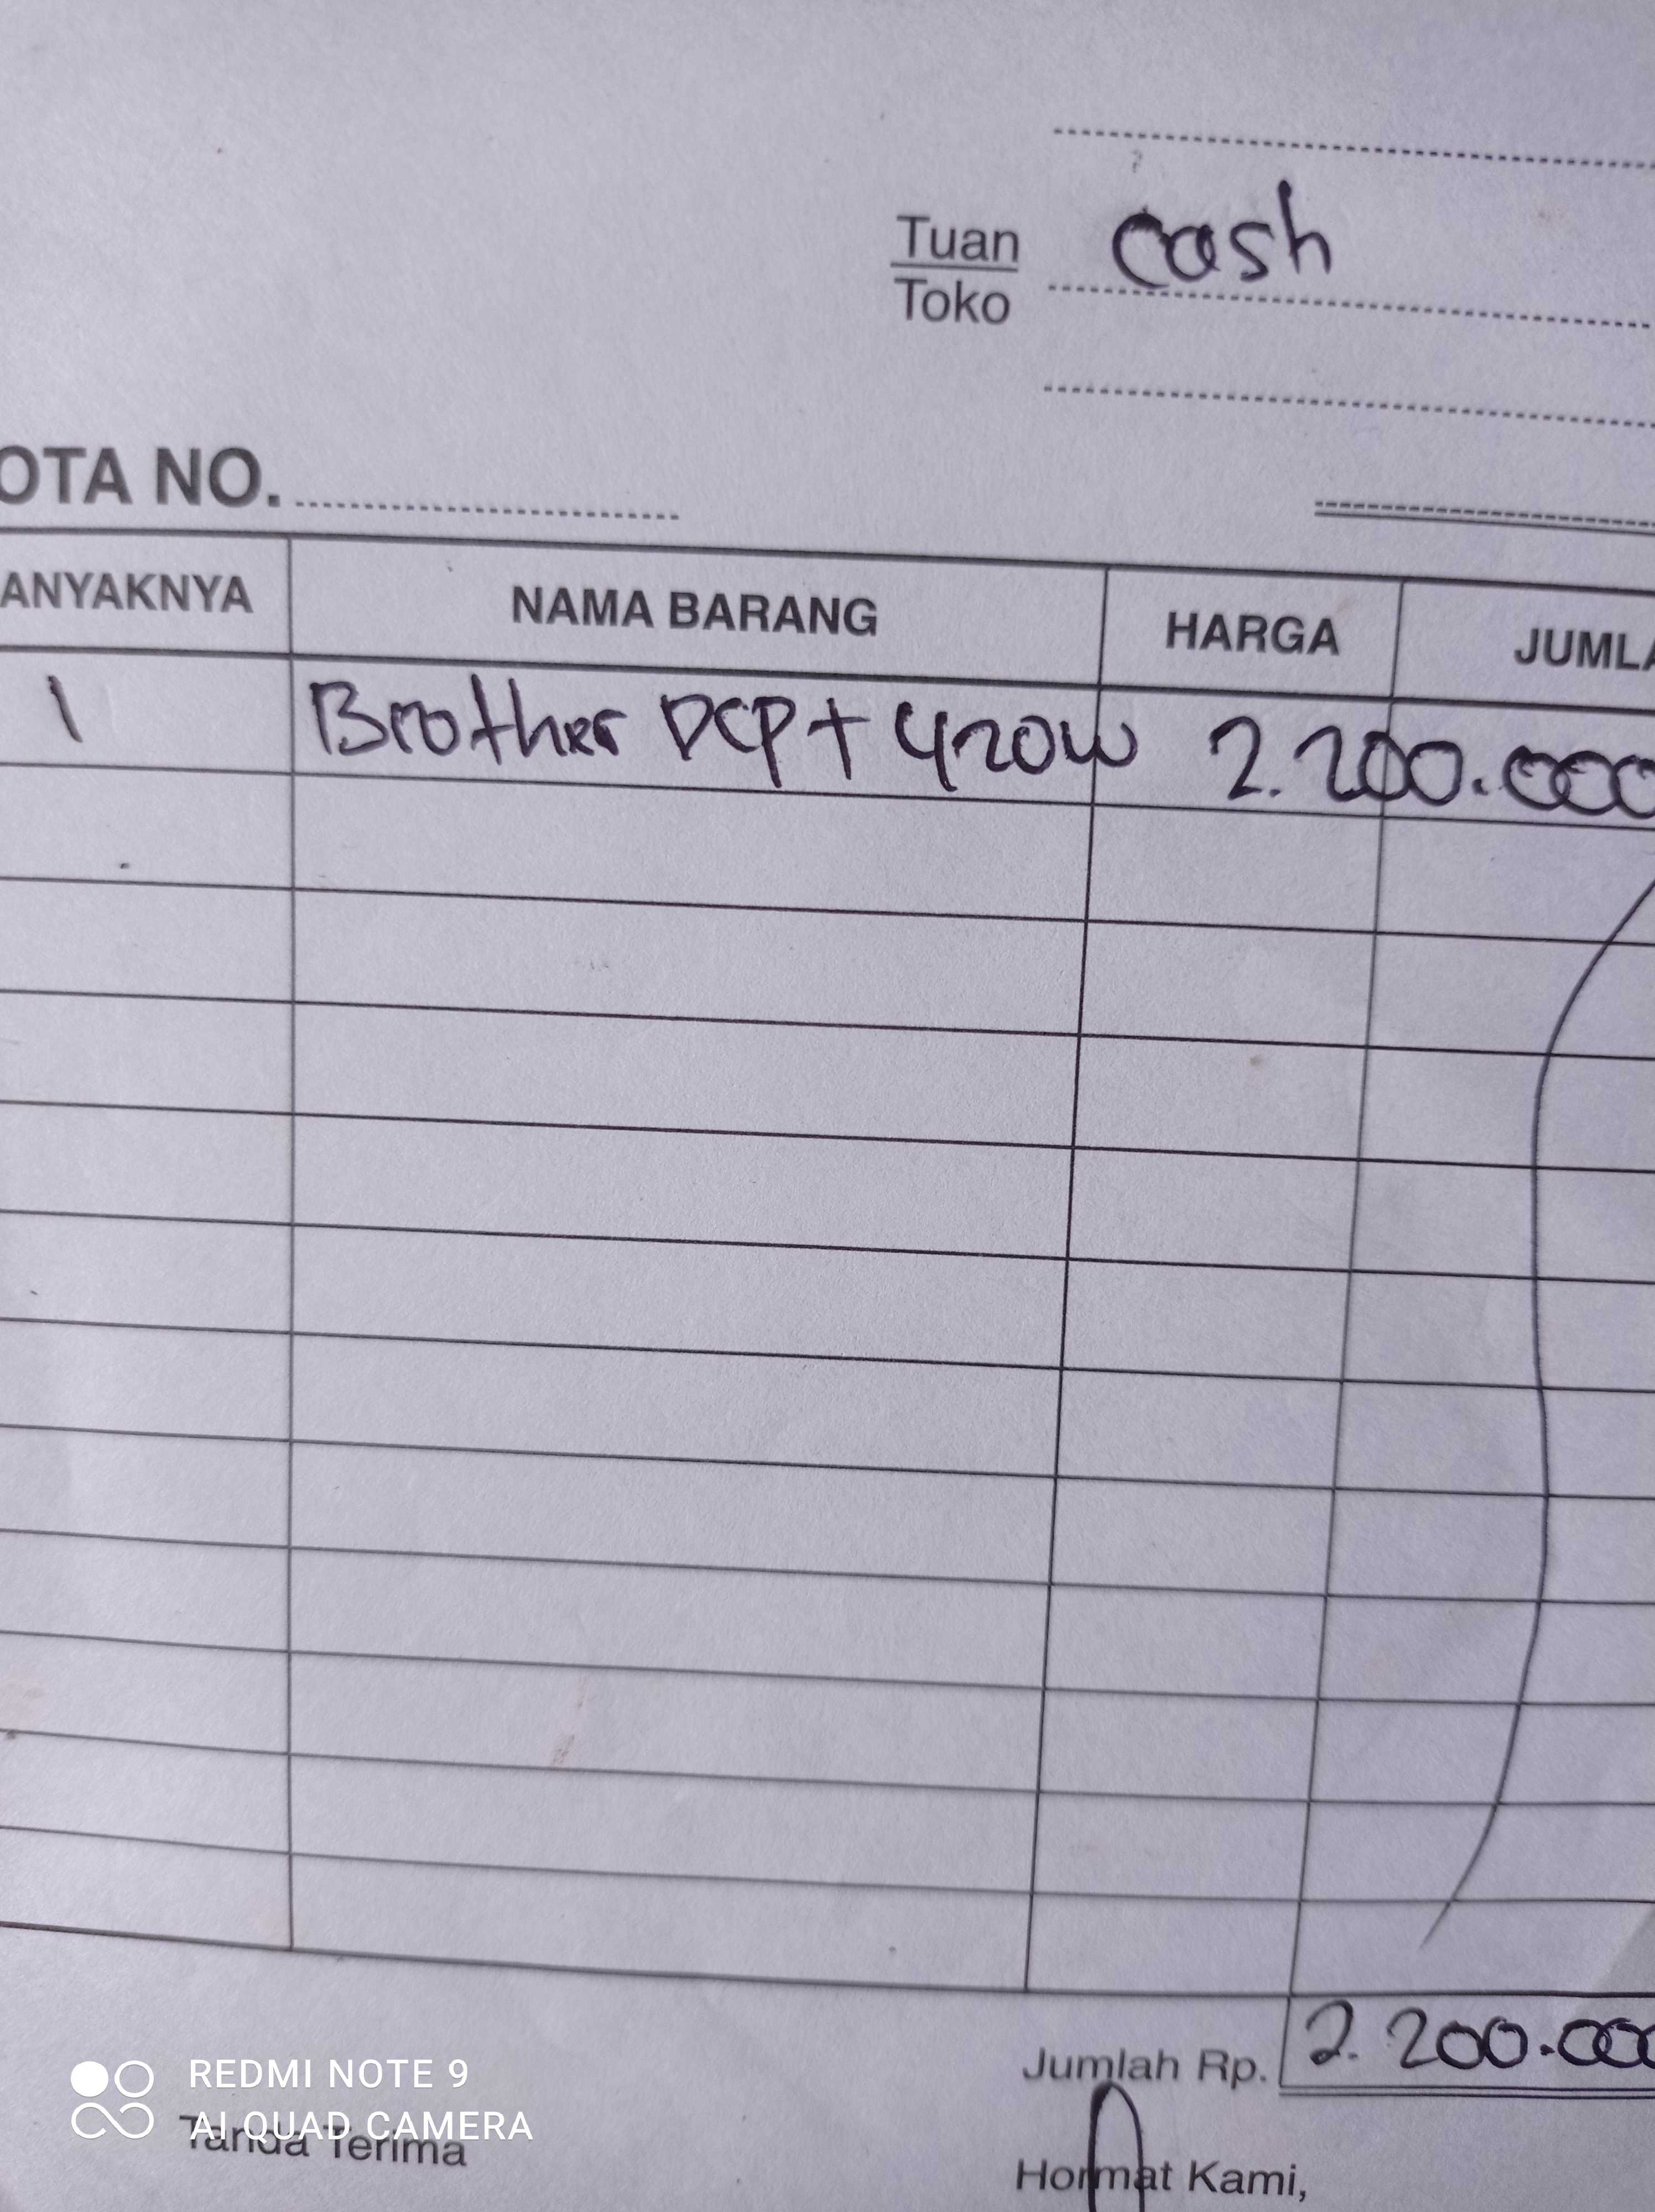 Tuan cash
Toko
OTA NO.
ANYAKNYA NAMA BARANG HARGA JUMLA
1 Brother DCP T 420W 2.200.000
Jumlah Rp. 2.200.000
Tanda Terima
Hormat Kami,
REDMI NOTE 9
AI QUAD CAMERA